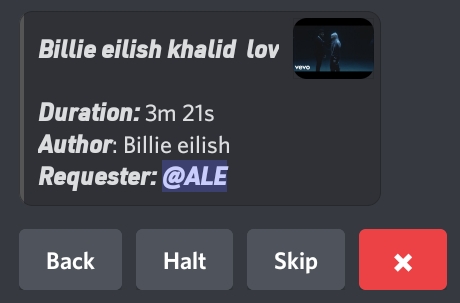 Billie eilish khalid lov
vevo
Duration: 3m 21s
Author: Billie eilish
Requester: @ALE
Back Halt Skip ×